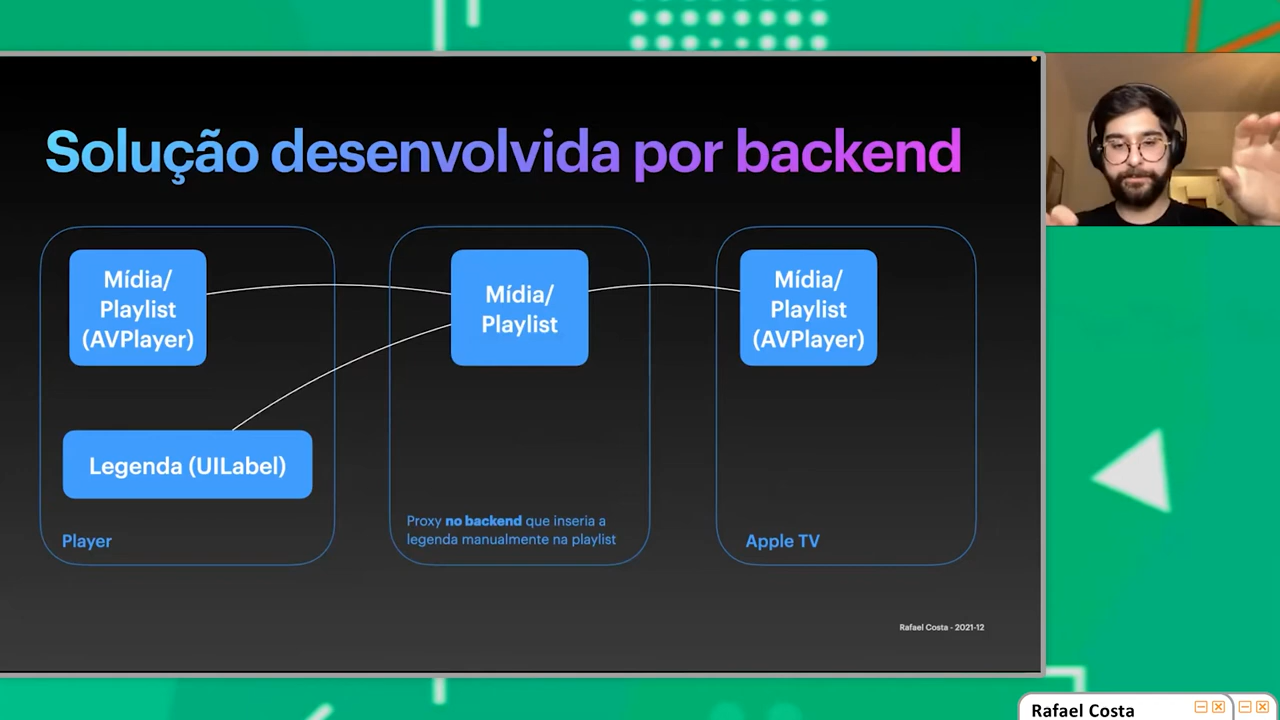 Solução desenvolvida por backend
Mídia/
Playlist
(AVPlayer)
Legenda (UILabel)
Player
Mídia/
Playlist
Proxy no backend que inseria a
legenda manualmente na playlist
Mídia/
Playlist
(AVPlayer)
Apple TV
Rafael Costa - 2021-12
Rafael Costa